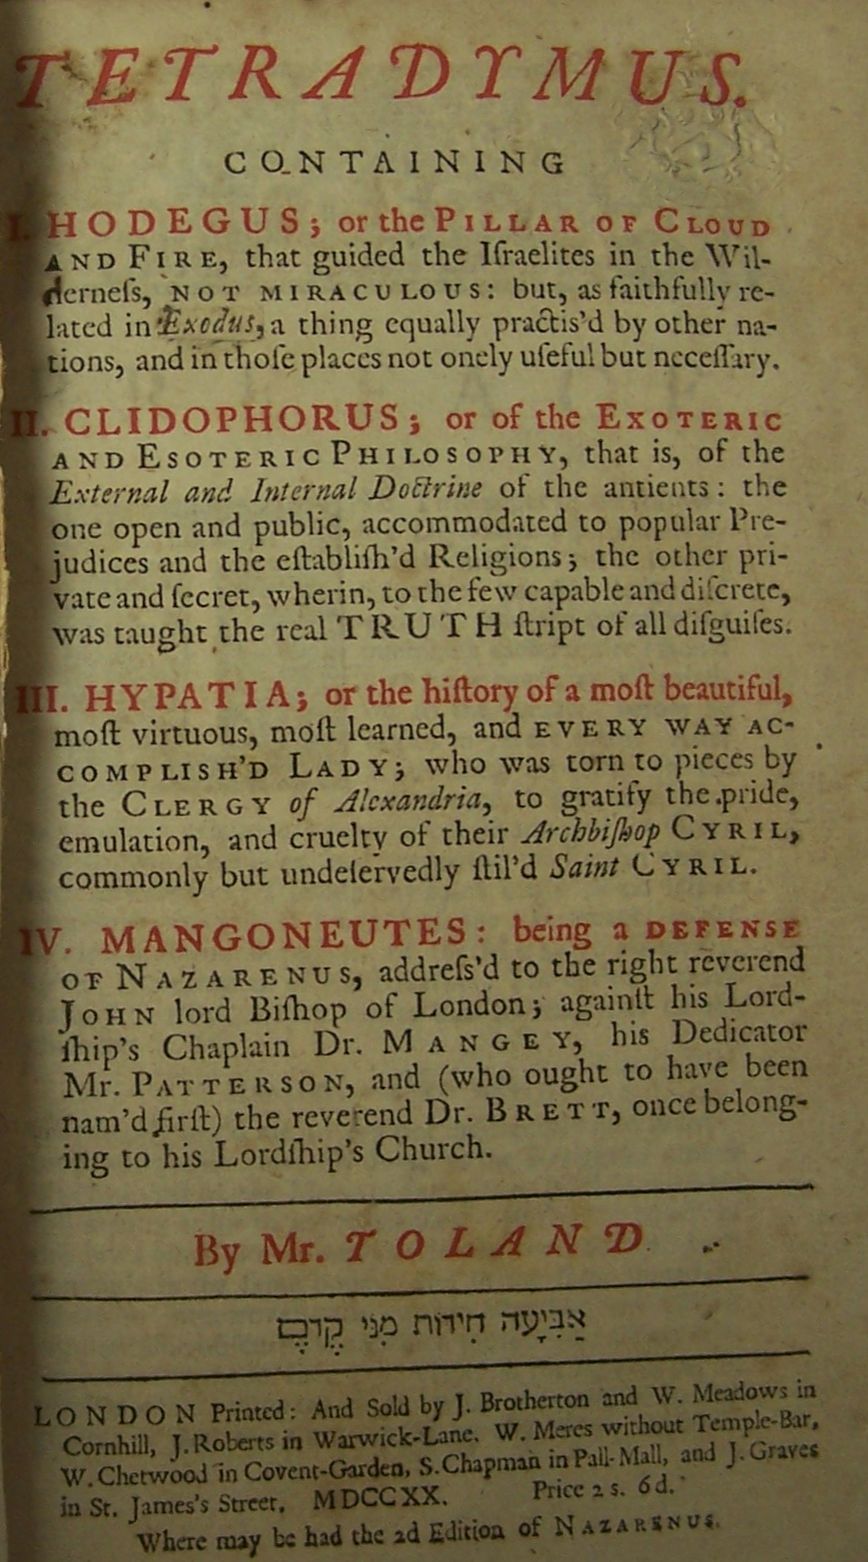 TETRADYMUS.
CONTAINING
I. HODEGUS; or the PILLAR OF CLOUD
AND FIRE, that guided the Iſraelites in the Wil-
derneſs, NOT MIRACULOUS: but, as faithfully re-
lated in Exodus, a thing equally practis'd by other na-
tions, and in thoſe places not onely uſeful but neceſſary.
II. CLIDOPHORUS; or of the EXOTERIC
AND ESOTERIC PHILOSOPHY, that is, of the
External and Internal Doctrine of the antients: the
one open and public, accommodated to popular Pre-
judices and the eſtabliſh'd Religions; the other pri-
vate and ſecret, wherin, to the few capable and diſcrete,
was taught the real TRUTH ſtript of all diſguiſes.
III. HYPATIA; or the hiſtory of a moſt beautiful,
moſt virtuous, moſt learned, and EVERY WAY AC-
COMPLISH'D LADY; who was torn to pieces by
the CLERGY of Alexandria, to gratify the pride,
emulation, and cruelty of their Archbiſhop CYRIL,
commonly but undeſervedly ſtil'd Saint CYRIL.
IV. MANGONEUTES: being a DEFENSE
OF NAZARENUS, addreſs'd to the right reverend
JOHN lord Biſhop of London; againſt his Lord-
ſhip's Chaplain Dr. MANGEY, his Dedicator
Mr. PATTERSON, and (who ought to have been
nam'd firſt) the reverend Dr. BRETT, once belong-
ing to his Lordſhip's Church.
By Mr. TOLAND
אַבִיעָה חִידוֹת מִנִּי קֶדֶם
LONDON Printed: And Sold by J. Brotherton and W. Meadows in
Cornhill, J. Roberts in Warwick-Lane. W. Meres without Temple-Bar,
W. Chetwood in Covent-Garden, S. Chapman in Pall-Mall, and J. Graves
in St. James's Street. MDCCXX. Price 2 s. 6 d.
Where may be had the 2d Edition of NAZARENUS.